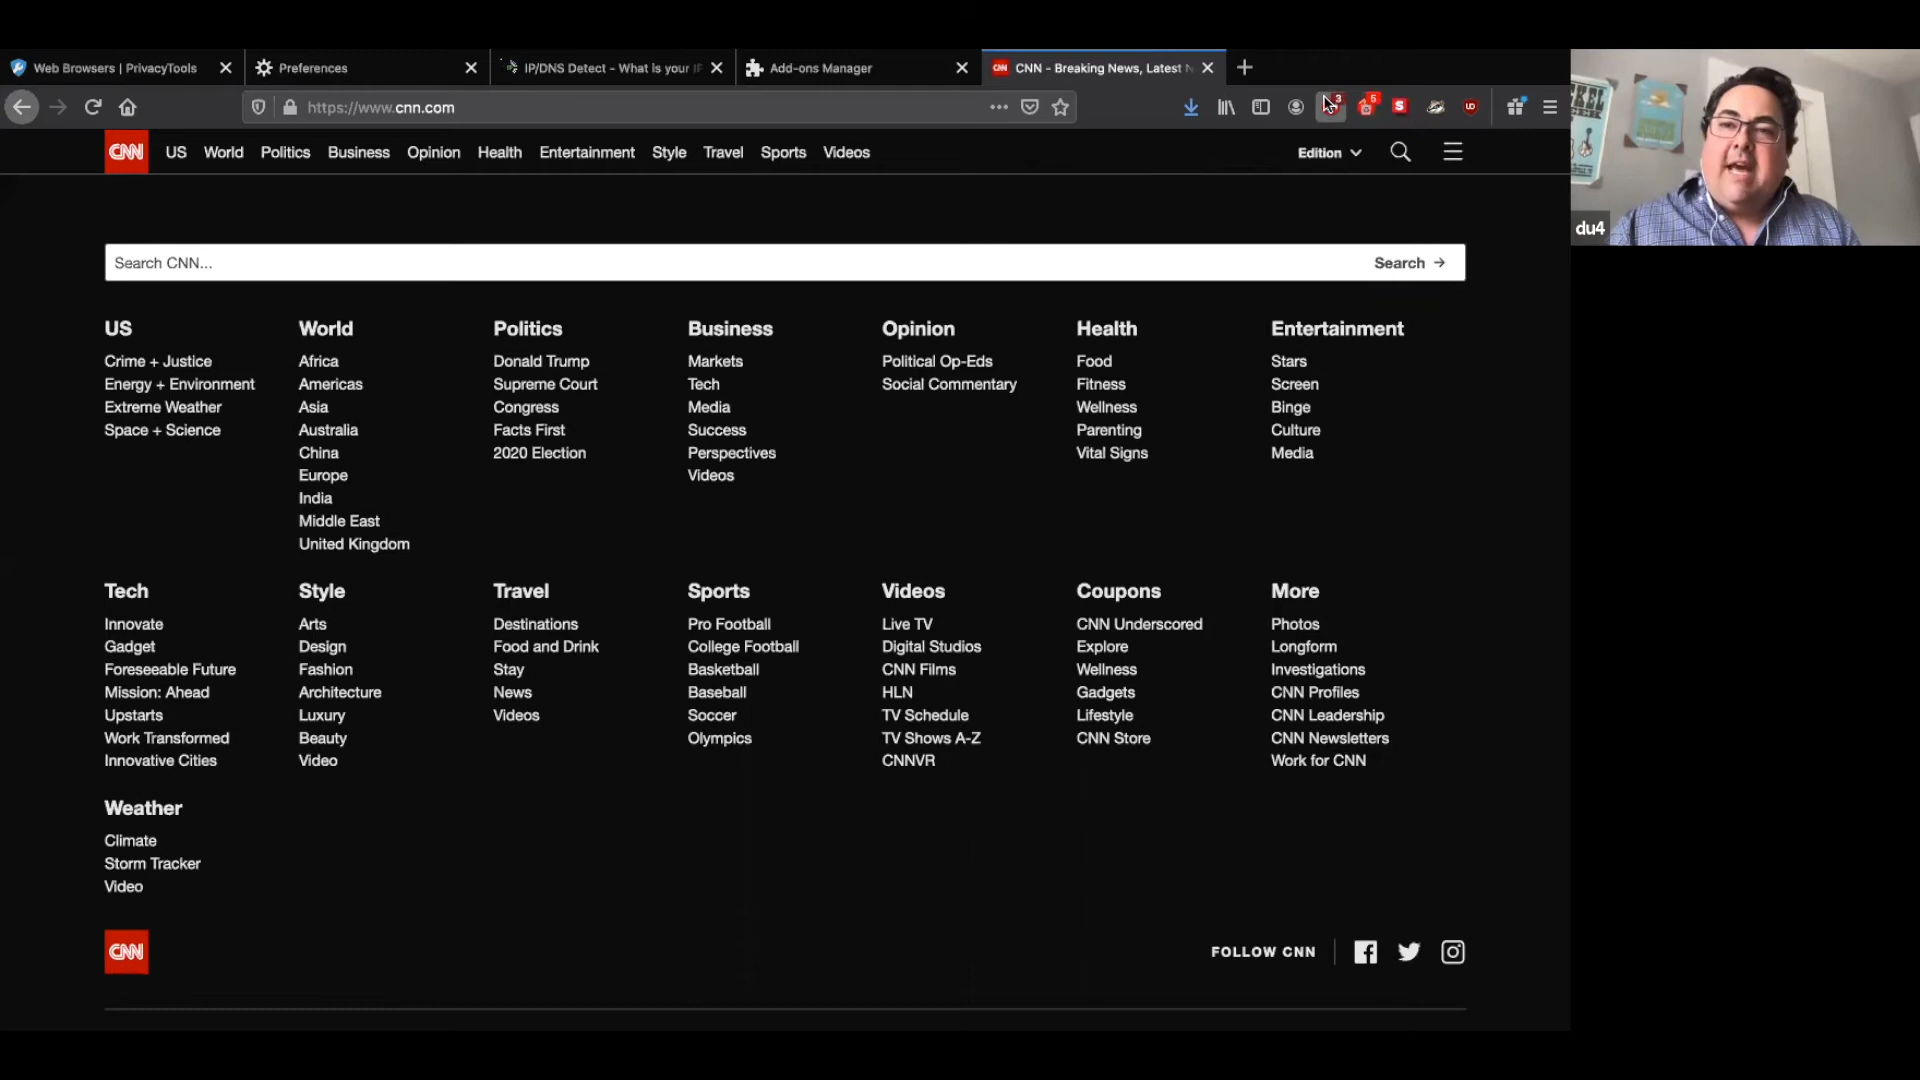 Web Browsers | PrivacyTools
Preferences
IP/DNS Detect - What is your IP
Add-ons Manager
CNN - Breaking News, Latest N
https://www.cnn.com
3
5
S
UD
CNN
US World Politics Business Opinion Health Entertainment Style Travel Sports Videos
Edition
du4
Search CNN...
Search →
US
Crime + Justice
Energy + Environment
Extreme Weather
Space + Science
World
Africa
Americas
Asia
Australia
China
Europe
India
Middle East
United Kingdom
Politics
Donald Trump
Supreme Court
Congress
Facts First
2020 Election
Business
Markets
Tech
Media
Success
Perspectives
Videos
Opinion
Political Op-Eds
Social Commentary
Health
Food
Fitness
Wellness
Parenting
Vital Signs
Entertainment
Stars
Screen
Binge
Culture
Media
Tech
Innovate
Gadget
Foreseeable Future
Mission: Ahead
Upstarts
Work Transformed
Innovative Cities
Style
Arts
Design
Fashion
Architecture
Luxury
Beauty
Video
Travel
Destinations
Food and Drink
Stay
News
Videos
Sports
Pro Football
College Football
Basketball
Baseball
Soccer
Olympics
Videos
Live TV
Digital Studios
CNN Films
HLN
TV Schedule
TV Shows A-Z
CNNVR
Coupons
CNN Underscored
Explore
Wellness
Gadgets
Lifestyle
CNN Store
More
Photos
Longform
Investigations
CNN Profiles
CNN Leadership
CNN Newsletters
Work for CNN
Weather
Climate
Storm Tracker
Video
CNN
FOLLOW CNN